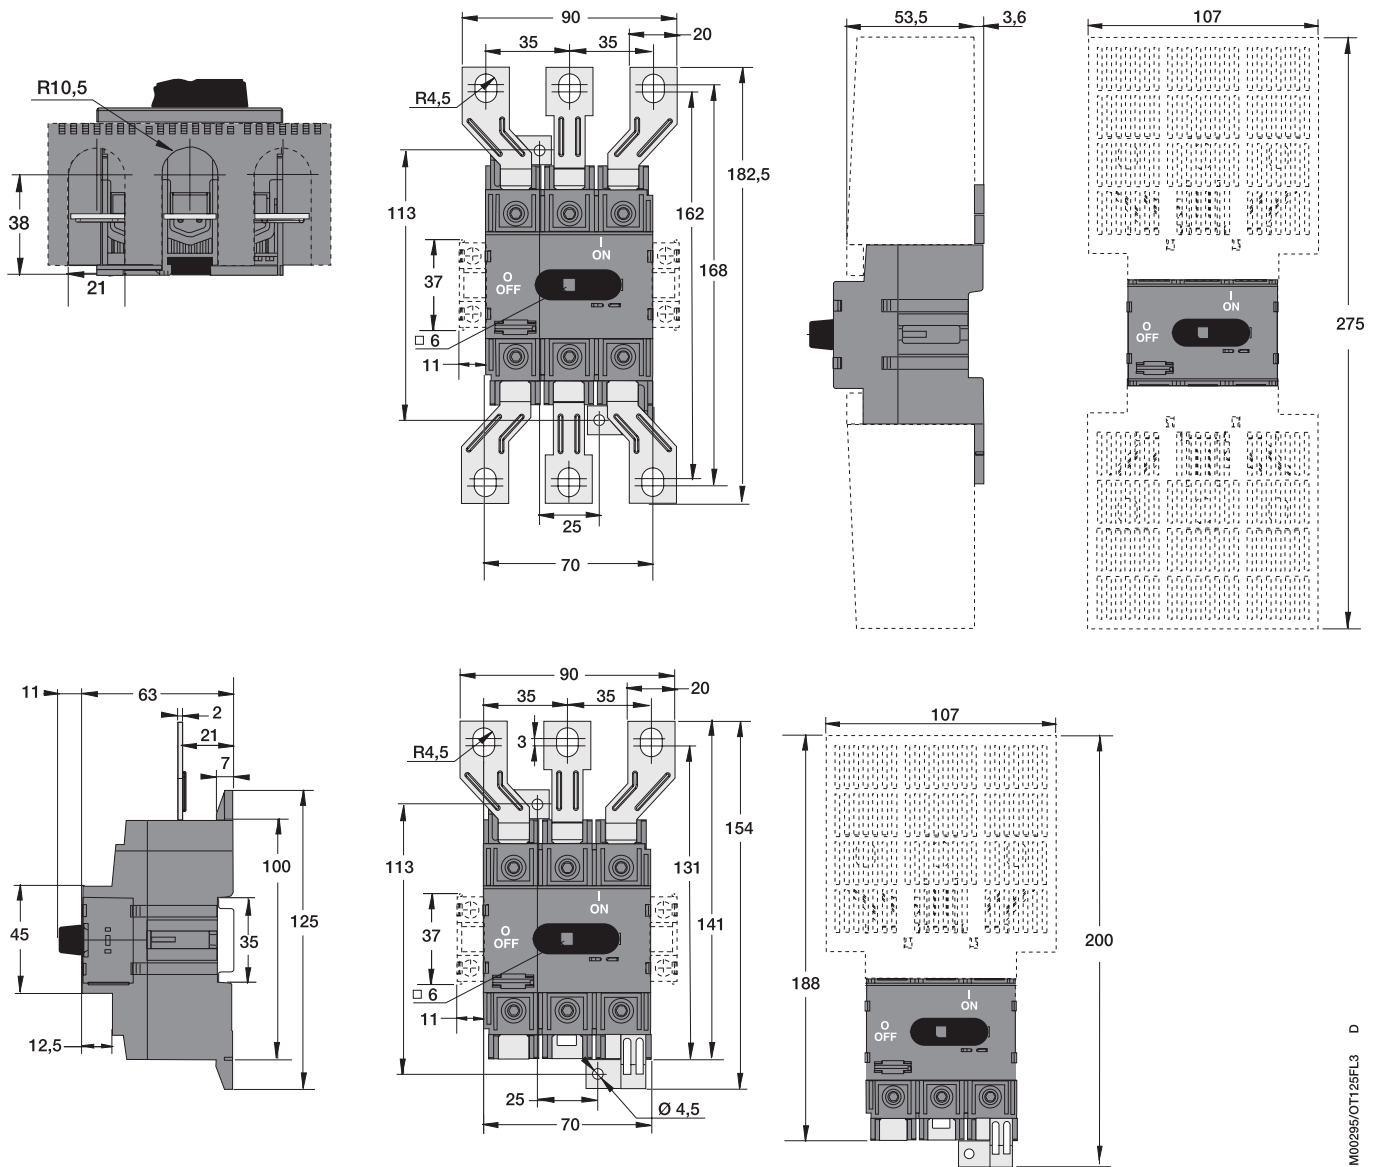 R10,5
38
21
90
35
35
20
R4,5
113
37
□ 6
11
162
168
182,5
I
ON
O
OFF
25
70
53,5
3,6
107
I
ON
O
OFF
275
11
63
2
21
7
45
100
125
35
12,5
90
35
35
20
R4,5
3
113
37
□ 6
11
131
141
154
I
ON
O
OFF
25
70
Ø 4,5
107
188
200
I
ON
O
OFF
M00295/OT125FL3 D